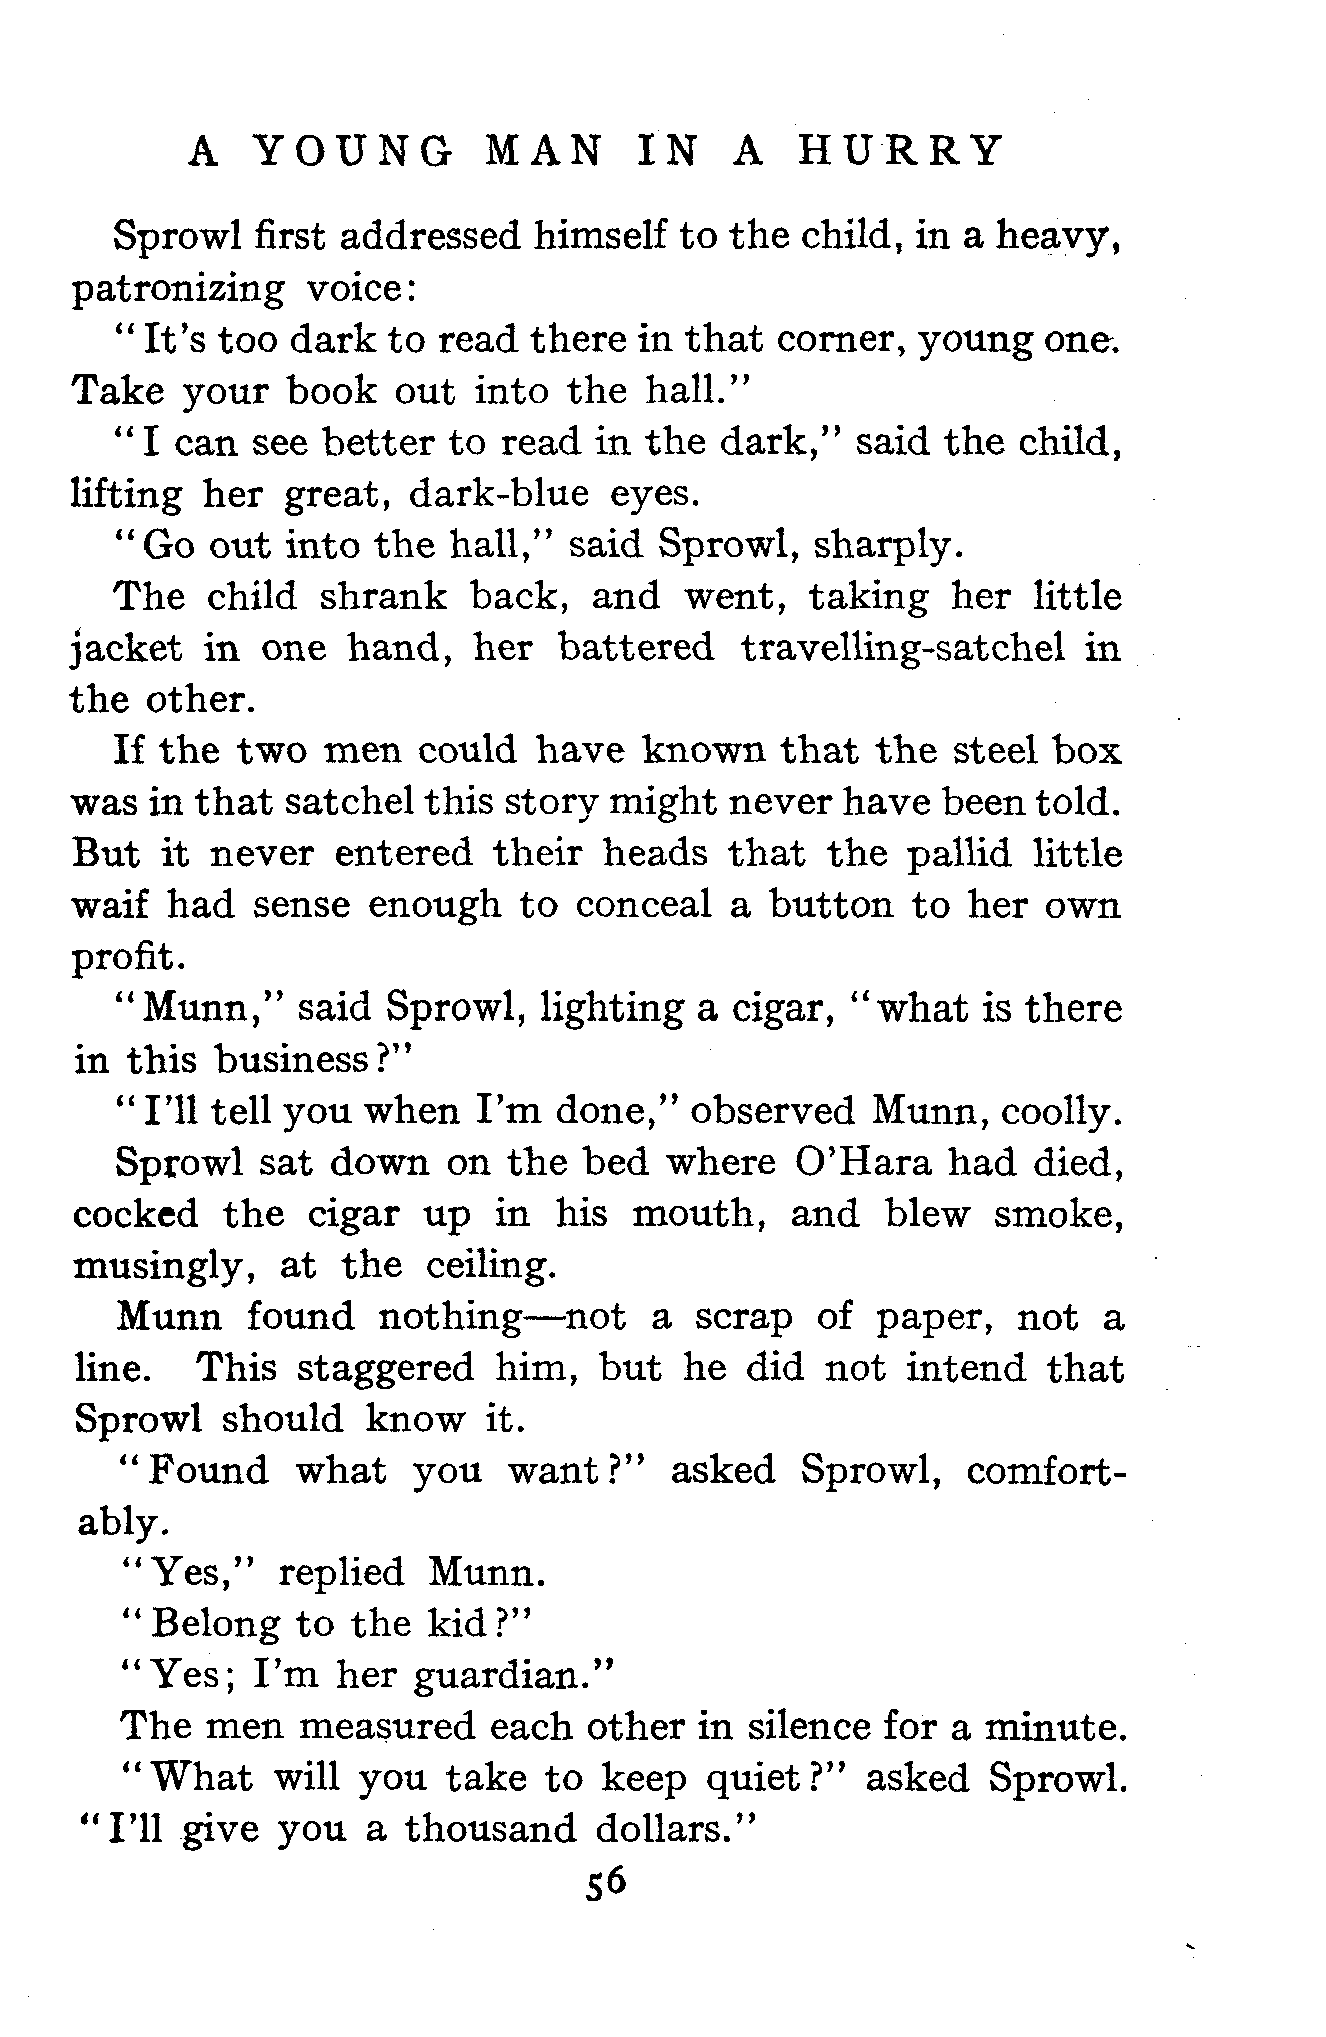 A YOUNG MAN IN A HURRY
Sprowl first addressed himself to the child, in a heavy,
patronizing voice:
"It's too dark to read there in that corner, young one.
Take your book out into the hall."
"I can see better to read in the dark," said the child,
lifting her great, dark-blue eyes.
"Go out into the hall," said Sprowl, sharply.
The child shrank back, and went, taking her little
jacket in one hand, her battered travelling-satchel in
the other.
If the two men could have known that the steel box
was in that satchel this story might never have been told.
But it never entered their heads that the pallid little
waif had sense enough to conceal a button to her own
profit.
"Munn," said Sprowl, lighting a cigar, "what is there
in this business?"
"I'll tell you when I'm done," observed Munn, coolly.
Sprowl sat down on the bed where O'Hara had died,
cocked the cigar up in his mouth, and blew smoke,
musingly, at the ceiling.
Munn found nothing—not a scrap of paper, not a
line. This staggered him, but he did not intend that
Sprowl should know it.
"Found what you want?" asked Sprowl, comfort-
ably.
"Yes," replied Munn.
"Belong to the kid?"
"Yes; I'm her guardian."
The men measured each other in silence for a minute.
"What will you take to keep quiet?" asked Sprowl.
"I'll give you a thousand dollars."
56